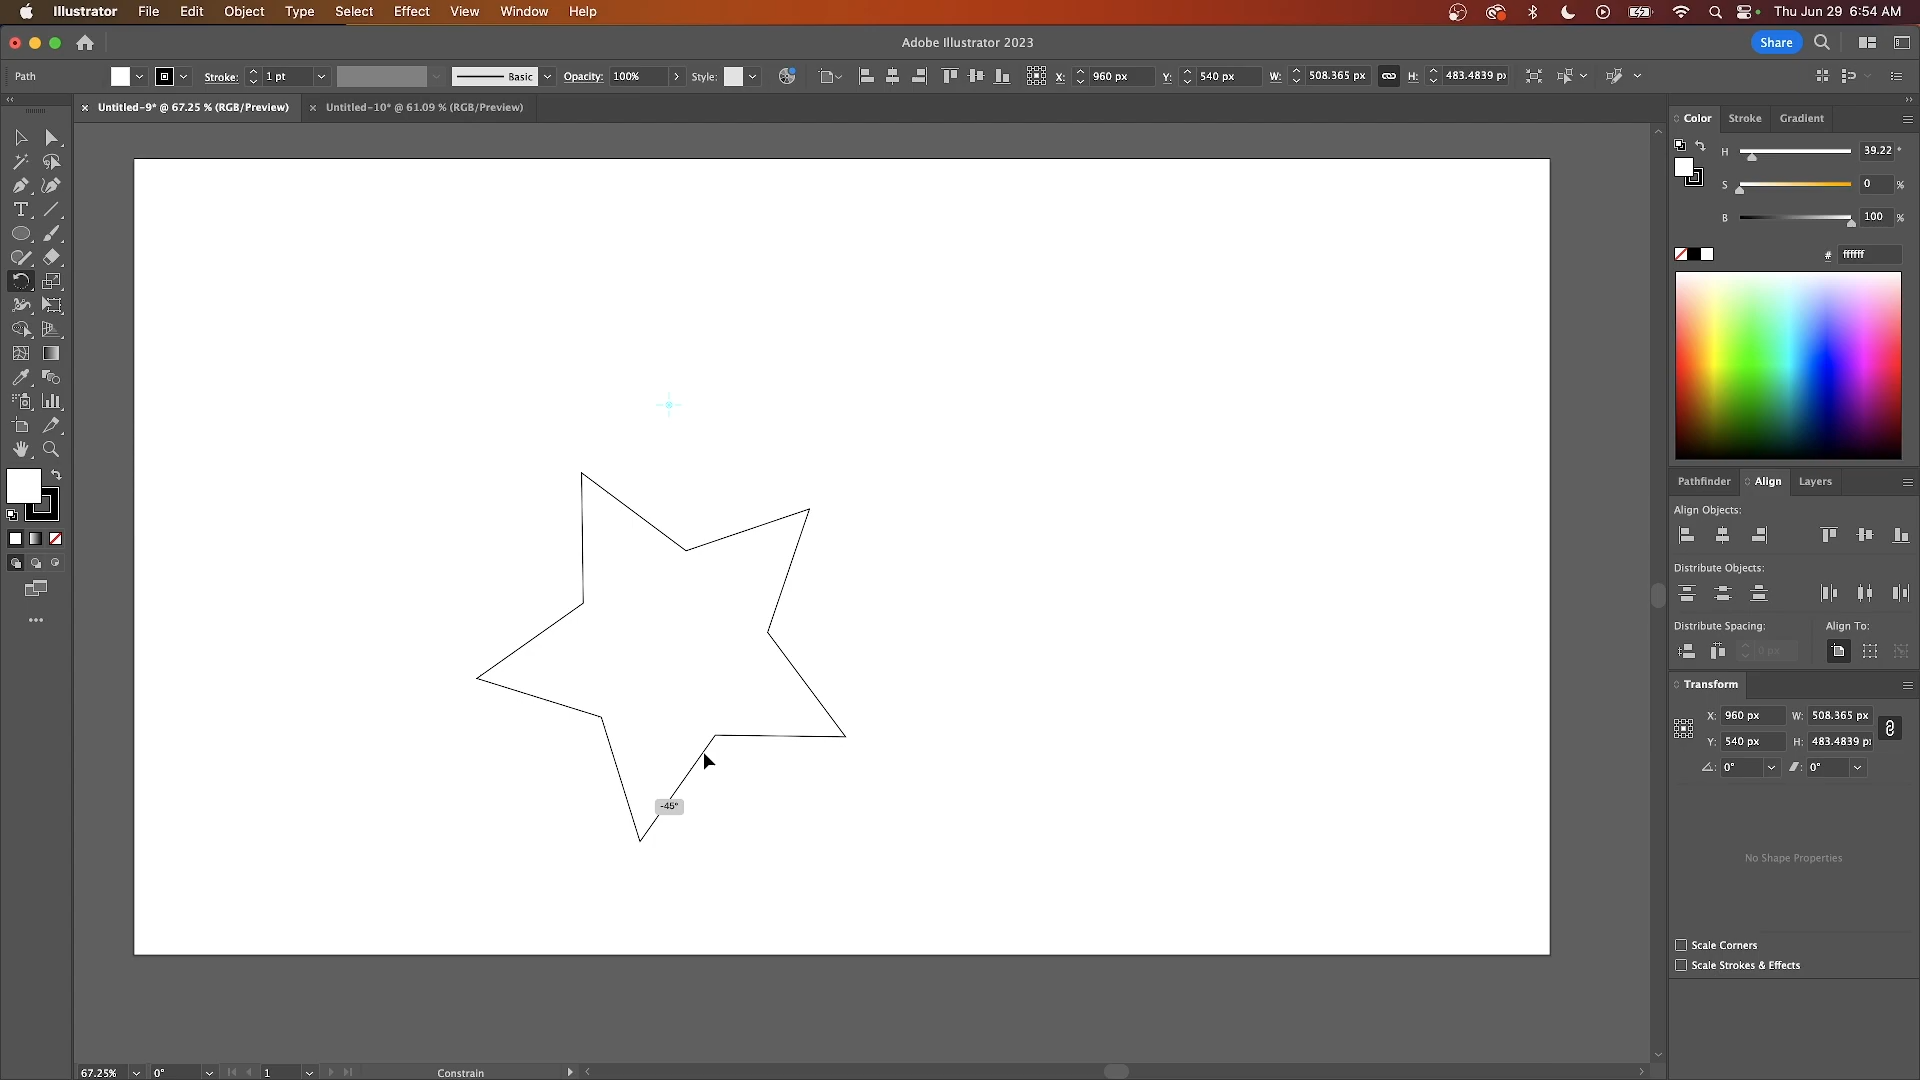 Illustrator File Edit Object Type Select Effect View Window Help
Thu Jun 29 6:54 AM
Adobe Illustrator 2023
Share
Path
Stroke: 1 pt
Basic
Opacity: 100%
Style:
X: 960 px
Y: 540 px
W: 508.365 px
H: 483.4839 p
× Untitled-9* @ 67.25 % (RGB/Preview)
× Untitled-10* @ 61.09 % (RGB/Preview)
Color Stroke Gradient
H 39.22 °
S 0 %
B 100 %
# ffffff
Pathfinder Align Layers
Align Objects:
Distribute Objects:
Distribute Spacing: Align To:
0 px
Transform
X: 960 px W: 508.365 px
Y: 540 px H: 483.4839 p
0° 0°
No Shape Properties
Scale Corners
Scale Strokes & Effects
-45°
67.25% 0° 1 Constrain